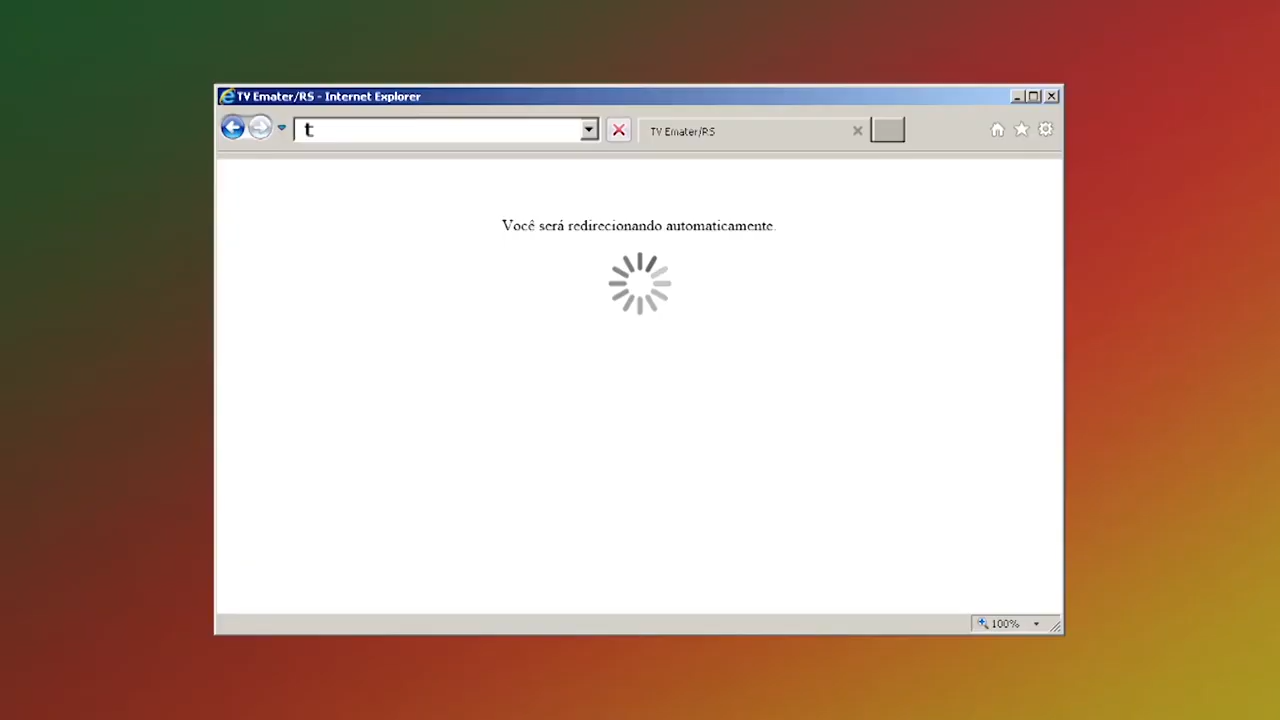 TV Emater/RS - Internet Explorer
t
TV Emater/RS
Você será redirecionando automaticamente.
100%